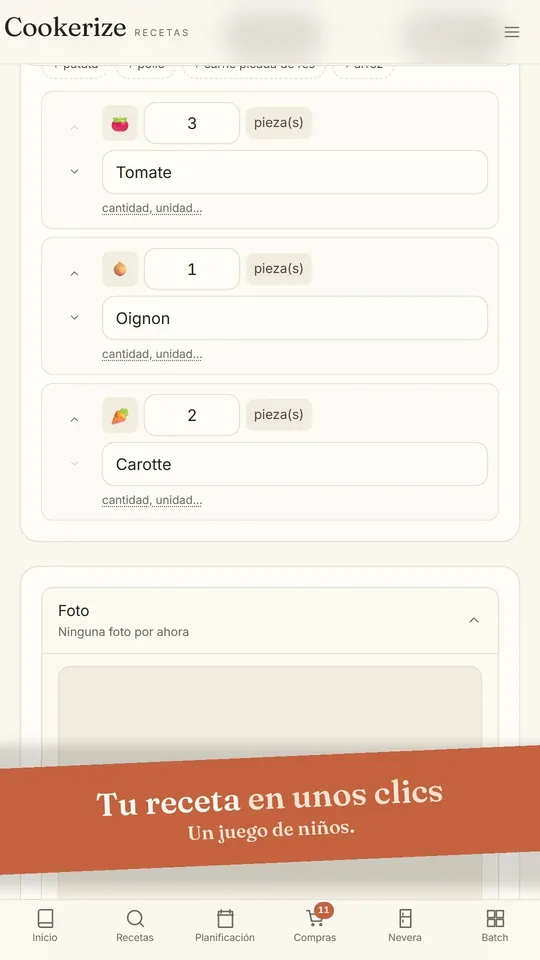 Cookerize RECETAS
3 pieza(s)
Tomate
cantidad, unidad...
1 pieza(s)
Oignon
cantidad, unidad...
2 pieza(s)
Carotte
cantidad, unidad...
Foto
Ninguna foto por ahora
Tu receta en unos clics
Un juego de niños.
11
Inicio Recetas Planificación Compras Nevera Batch